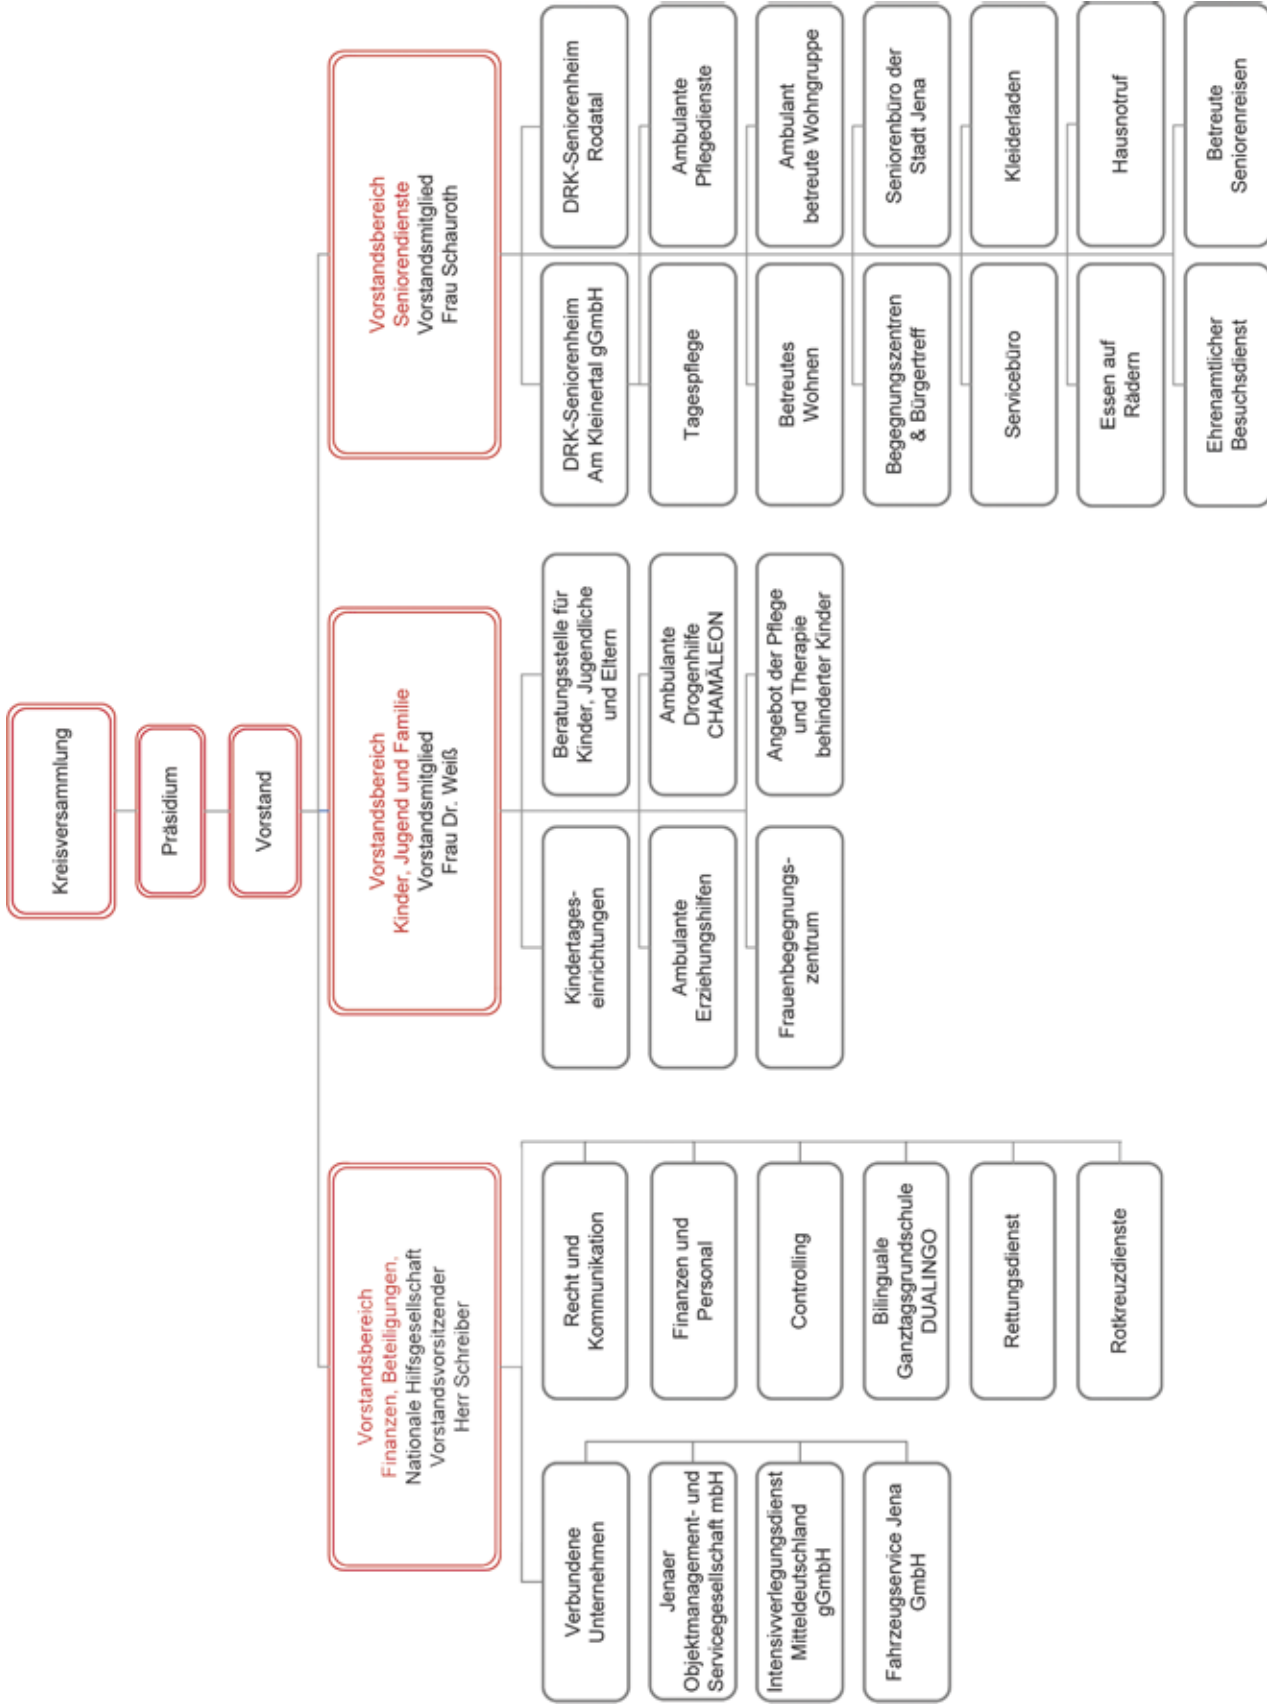 Kreisversammlung
Präsidium
Vorstand
Vorstandsbereich
Finanzen, Beteiligungen,
Nationale Hilfsgesellschaft
Vorstandsvorsitzender
Herr Schreiber
Verbundene
Unternehmen
Jenaer
Objektmanagement- und
Servicegesellschaft mbH
Intensivverlegungsdienst
Mitteldeutschland
gGmbH
Fahrzeugservice Jena
GmbH
Recht und
Kommunikation
Finanzen und
Personal
Controlling
Bilinguale
Ganztagsgrundschule
DUALINGO
Rettungsdienst
Rotkreuzdienste
Vorstandsbereich
Kinder, Jugend und Familie
Vorstandsmitglied
Frau Dr. Weiß
Kindertages-
einrichtungen
Ambulante
Erziehungshilfen
Frauenbegegnungs-
zentrum
Beratungsstelle für
Kinder, Jugendliche
und Eltern
Ambulante
Drogenhilfe
CHAMÄLEON
Angebot der Pflege
und Therapie
behinderter Kinder
Vorstandsbereich
Seniorendienste
Vorstandsmitglied
Frau Schauroth
DRK-Seniorenheim
Am Kleinertal gGmbH
Tagespflege
Betreutes
Wohnen
Begegnungszentren
& Bürgertreff
Servicebüro
Essen auf
Rädern
Ehrenamtlicher
Besuchsdienst
DRK-Seniorenheim
Rodatal
Ambulante
Pflegedienste
Ambulant
betreute Wohngruppe
Seniorenbüro der
Stadt Jena
Kleiderladen
Hausnotruf
Betreute
Seniorenreisen